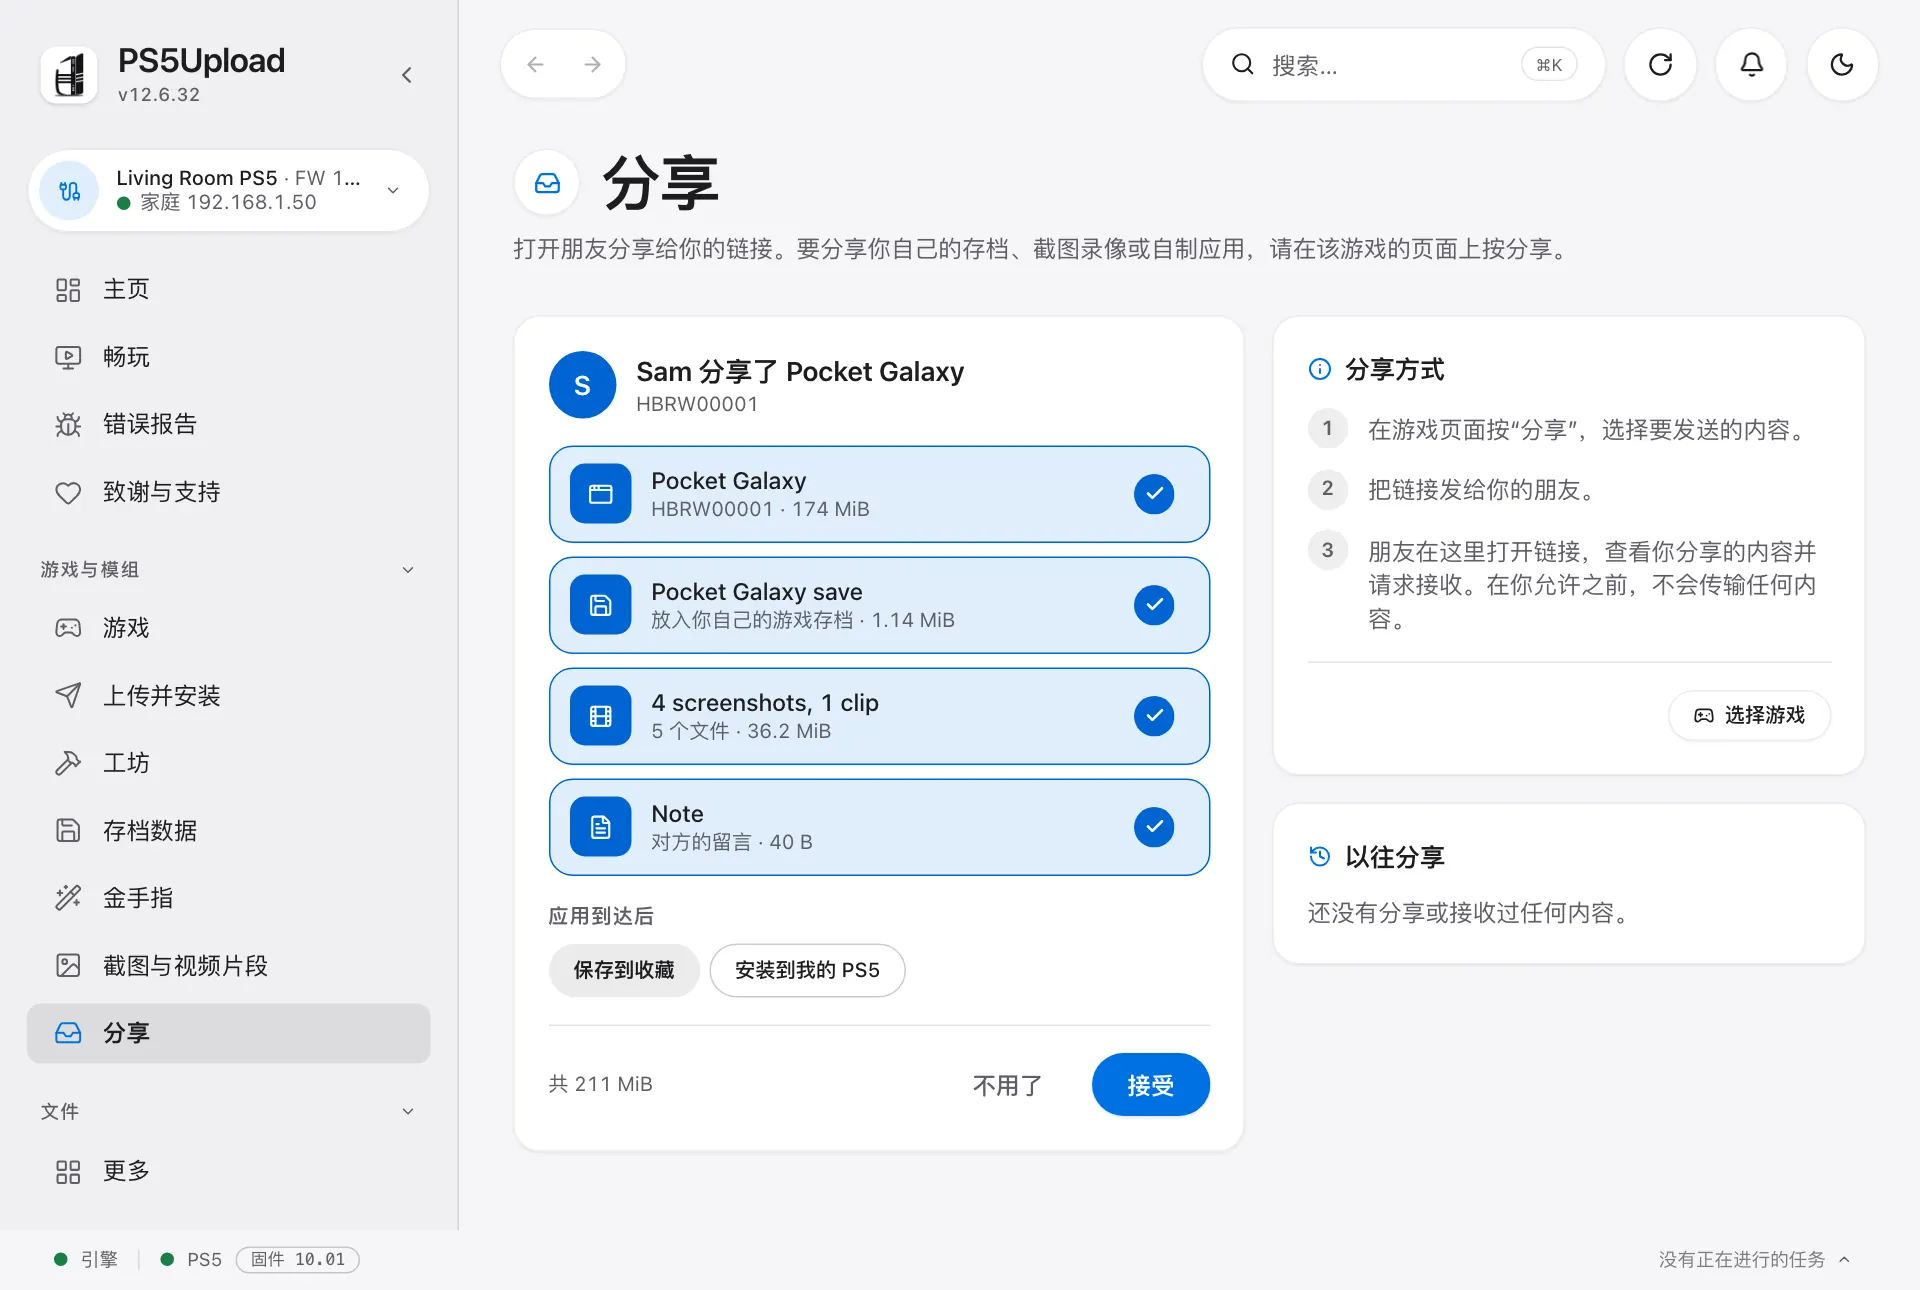 PS5Upload
v12.6.32
Living Room PS5 · FW 1...
家庭 192.168.1.50
主页
畅玩
错误报告
致谢与支持
游戏与模组
游戏
上传并安装
工坊
存档数据
金手指
截图与视频片段
分享
文件
更多
搜索...
⌘K
分享
打开朋友分享给你的链接。要分享你自己的存档、截图录像或自制应用，请在该游戏的页面上按分享。
S
Sam 分享了 Pocket Galaxy
HBRW00001
Pocket Galaxy
HBRW00001 · 174 MiB
Pocket Galaxy save
放入你自己的游戏存档 · 1.14 MiB
4 screenshots, 1 clip
5 个文件 · 36.2 MiB
Note
对方的留言 · 40 B
应用到达后
保存到收藏
安装到我的 PS5
共 211 MiB
不用了
接受
分享方式
1
在游戏页面按“分享”，选择要发送的内容。
2
把链接发给你的朋友。
3
朋友在这里打开链接，查看你分享的内容并
请求接收。在你允许之前，不会传输任何内
容。
选择游戏
以往分享
还没有分享或接收过任何内容。
引擎
PS5
固件 10.01
没有正在进行的任务